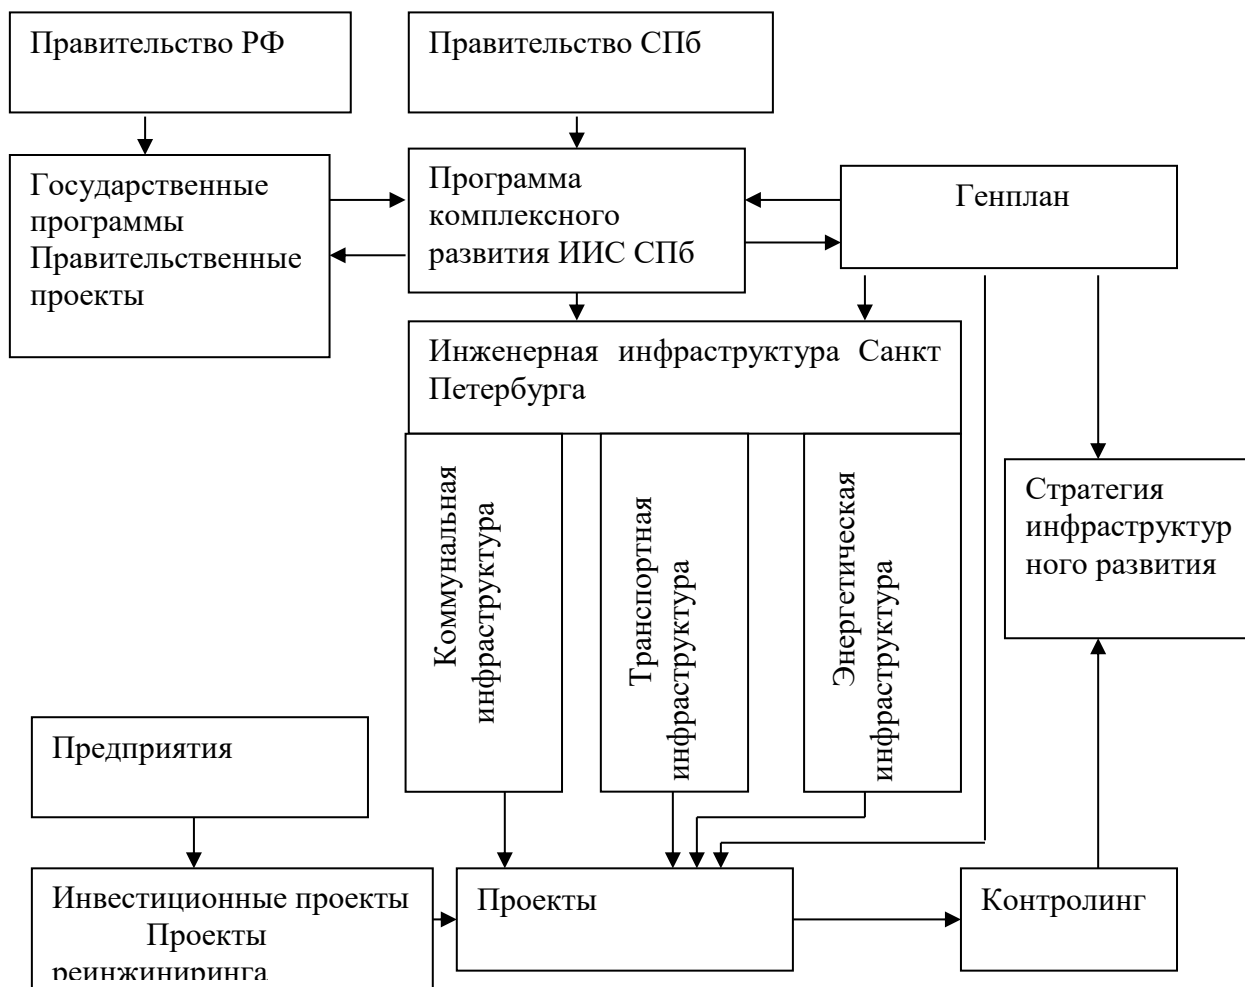 Правительство РФ
Правительство СПб
Государственные
программы
Правительственные
проекты
Программа
комплексного
развития ИИС СПб
Генплан
Инженерная инфраструктура Санкт
Петербурга
Коммунальная
инфраструктура
Транспортная
инфраструктура
Энергетическая
инфраструктура
Стратегия
инфраструктур
ного развития
Предприятия
Инвестиционные проекты
Проекты
реинжиниринга
Проекты
Контролинг